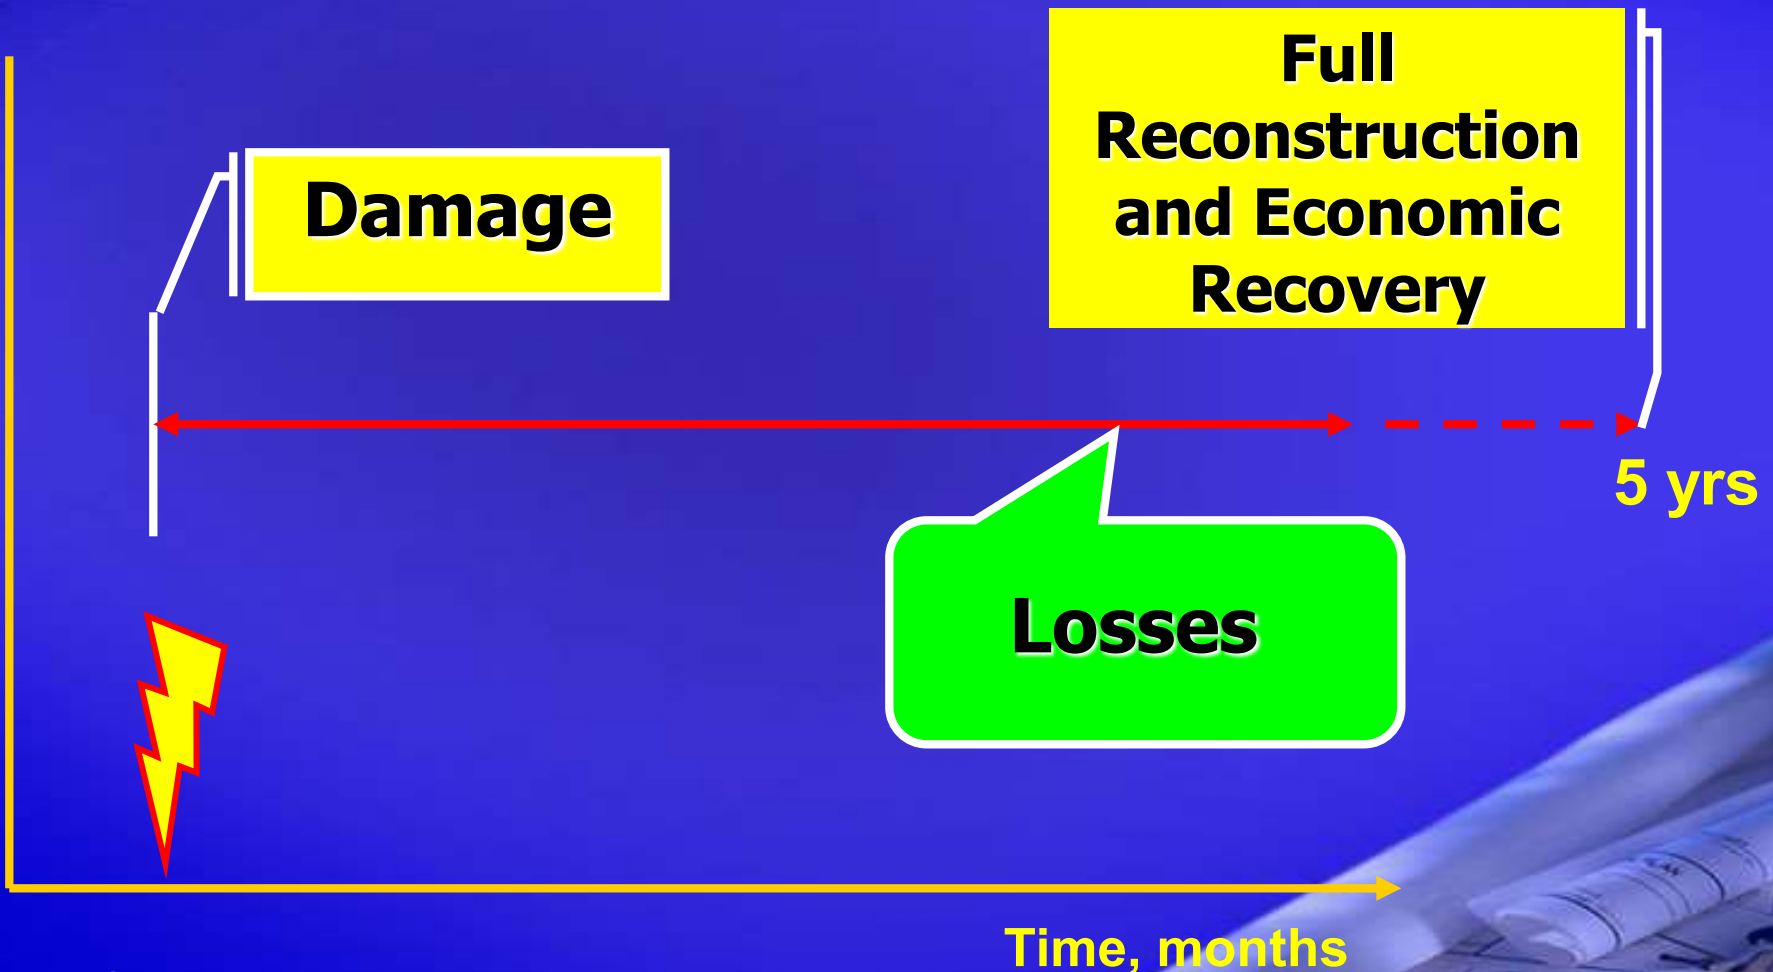 Full
Reconstruction
and Economic
Recovery
Damage
5 yrs
Losses
Time, months